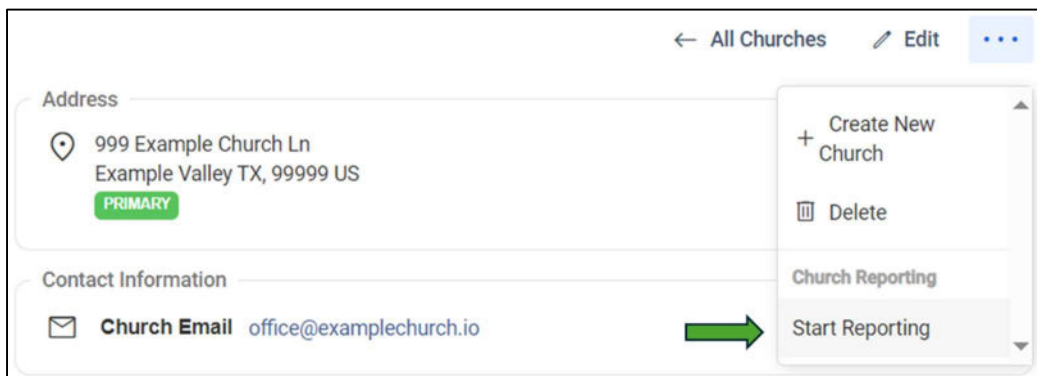 ← All Churches Edit ...
Address
999 Example Church Ln
Example Valley TX, 99999 US
PRIMARY
Contact Information
Church Email office@examplechurch.io
+ Create New
Church
Delete
Church Reporting
Start Reporting